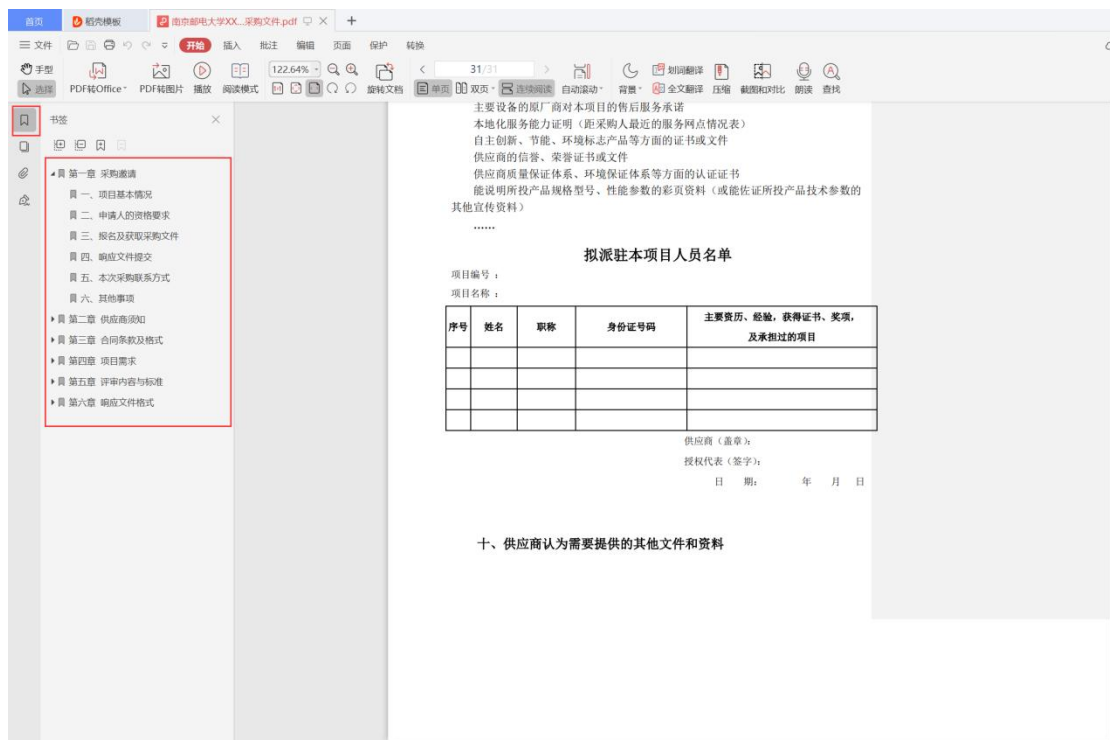 首页 稻壳模板 南京邮电大学XX...采购文件.pdf
文件 开始 插入 批注 编辑 页面 保护 转换
手型 122.64% 31/31 划词翻译
选择 PDF转Office PDF转图片 播放 阅读模式 旋转文档 单页 双页 连续阅读 自动滚动 背景 全文翻译 压缩 截图和对比 朗读 查找
书签
第一章 采购邀请
一、项目基本情况
二、申请人的资格要求
三、报名及获取采购文件
四、响应文件提交
五、本次采购联系方式
六、其他事项
第二章 供应商须知
第三章 合同条款及格式
第四章 项目需求
第五章 评审内容与标准
第六章 响应文件格式
主要设备的原厂商对本项目的售后服务承诺
本地化服务能力证明（距采购人最近的服务网点情况表）
自主创新、节能、环境标志产品等方面的证书或文件
供应商的信誉、荣誉证书或文件
供应商质量保证体系、环境保证体系等方面的认证证书
能说明所投产品规格型号、性能参数的彩页资料（或能佐证所投产品技术参数的
其他宣传资料）
......
拟派驻本项目人员名单
项目编号：
项目名称：
序号 姓名 职称 身份证号码 主要资历、经验，获得证书、奖项，
及承担过的项目
供应商（盖章）：
授权代表（签字）：
日 期： 年 月 日
十、供应商认为需要提供的其他文件和资料